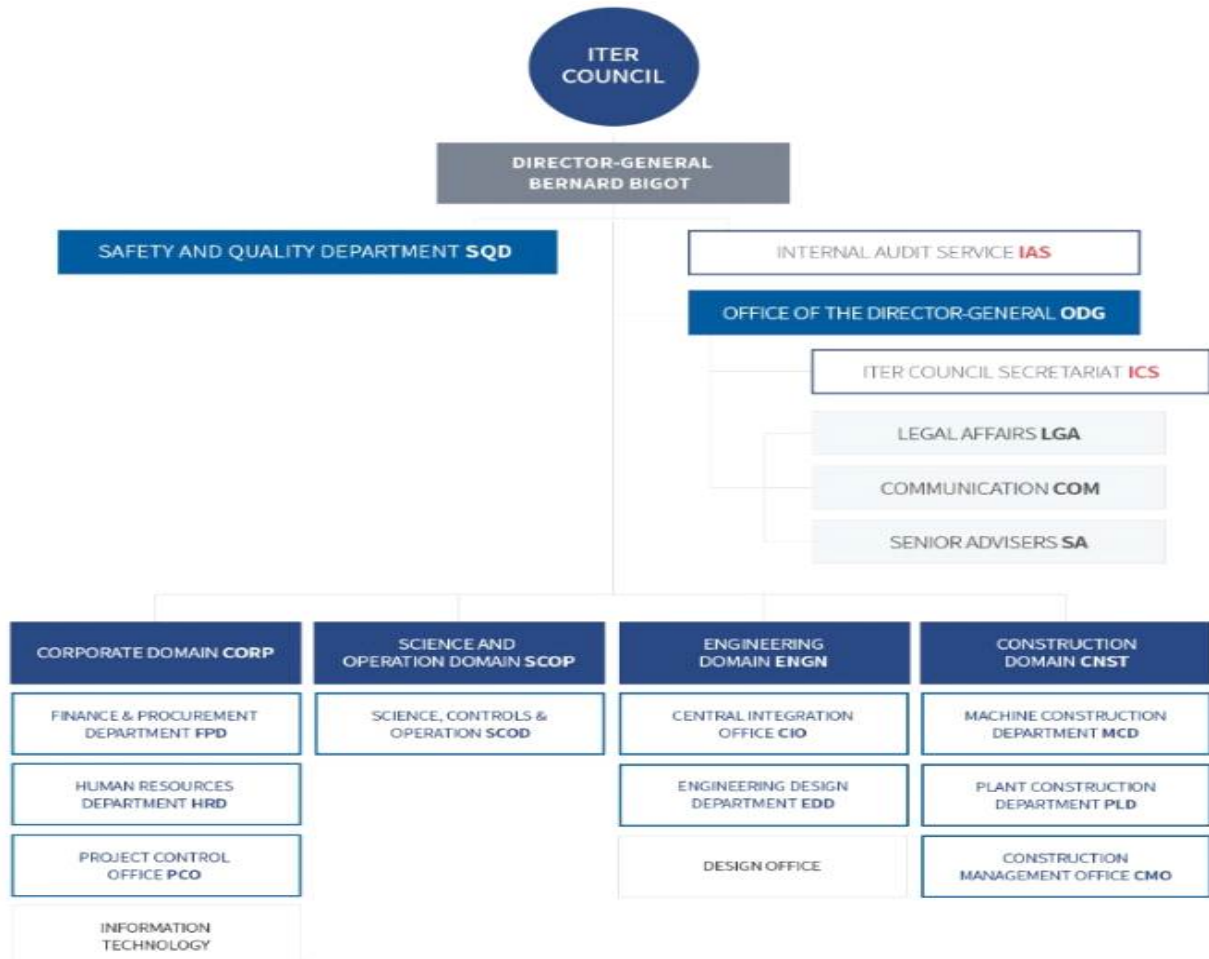 ITER
COUNCIL
DIRECTOR-GENERAL
BERNARD BIGOT
SAFETY AND QUALITY DEPARTMENT SQD
INTERNAL AUDIT SERVICE IAS
OFFICE OF THE DIRECTOR-GENERAL ODG
ITER COUNCIL SECRETARIAT ICS
LEGAL AFFAIRS LGA
COMMUNICATION COM
SENIOR ADVISERS SA
CORPORATE DOMAIN CORP
FINANCE & PROCUREMENT
DEPARTMENT FPD
HUMAN RESOURCES
DEPARTMENT HRD
PROJECT CONTROL
OFFICE PCO
INFORMATION
TECHNOLOGY
SCIENCE AND
OPERATION DOMAIN SCOP
SCIENCE, CONTROLS &
OPERATION SCOD
ENGINEERING
DOMAIN ENGN
CENTRAL INTEGRATION
OFFICE CIO
ENGINEERING DESIGN
DEPARTMENT EDD
DESIGN OFFICE
CONSTRUCTION
DOMAIN CNST
MACHINE CONSTRUCTION
DEPARTMENT MCD
PLANT CONSTRUCTION
DEPARTMENT PLD
CONSTRUCTION
MANAGEMENT OFFICE CMO